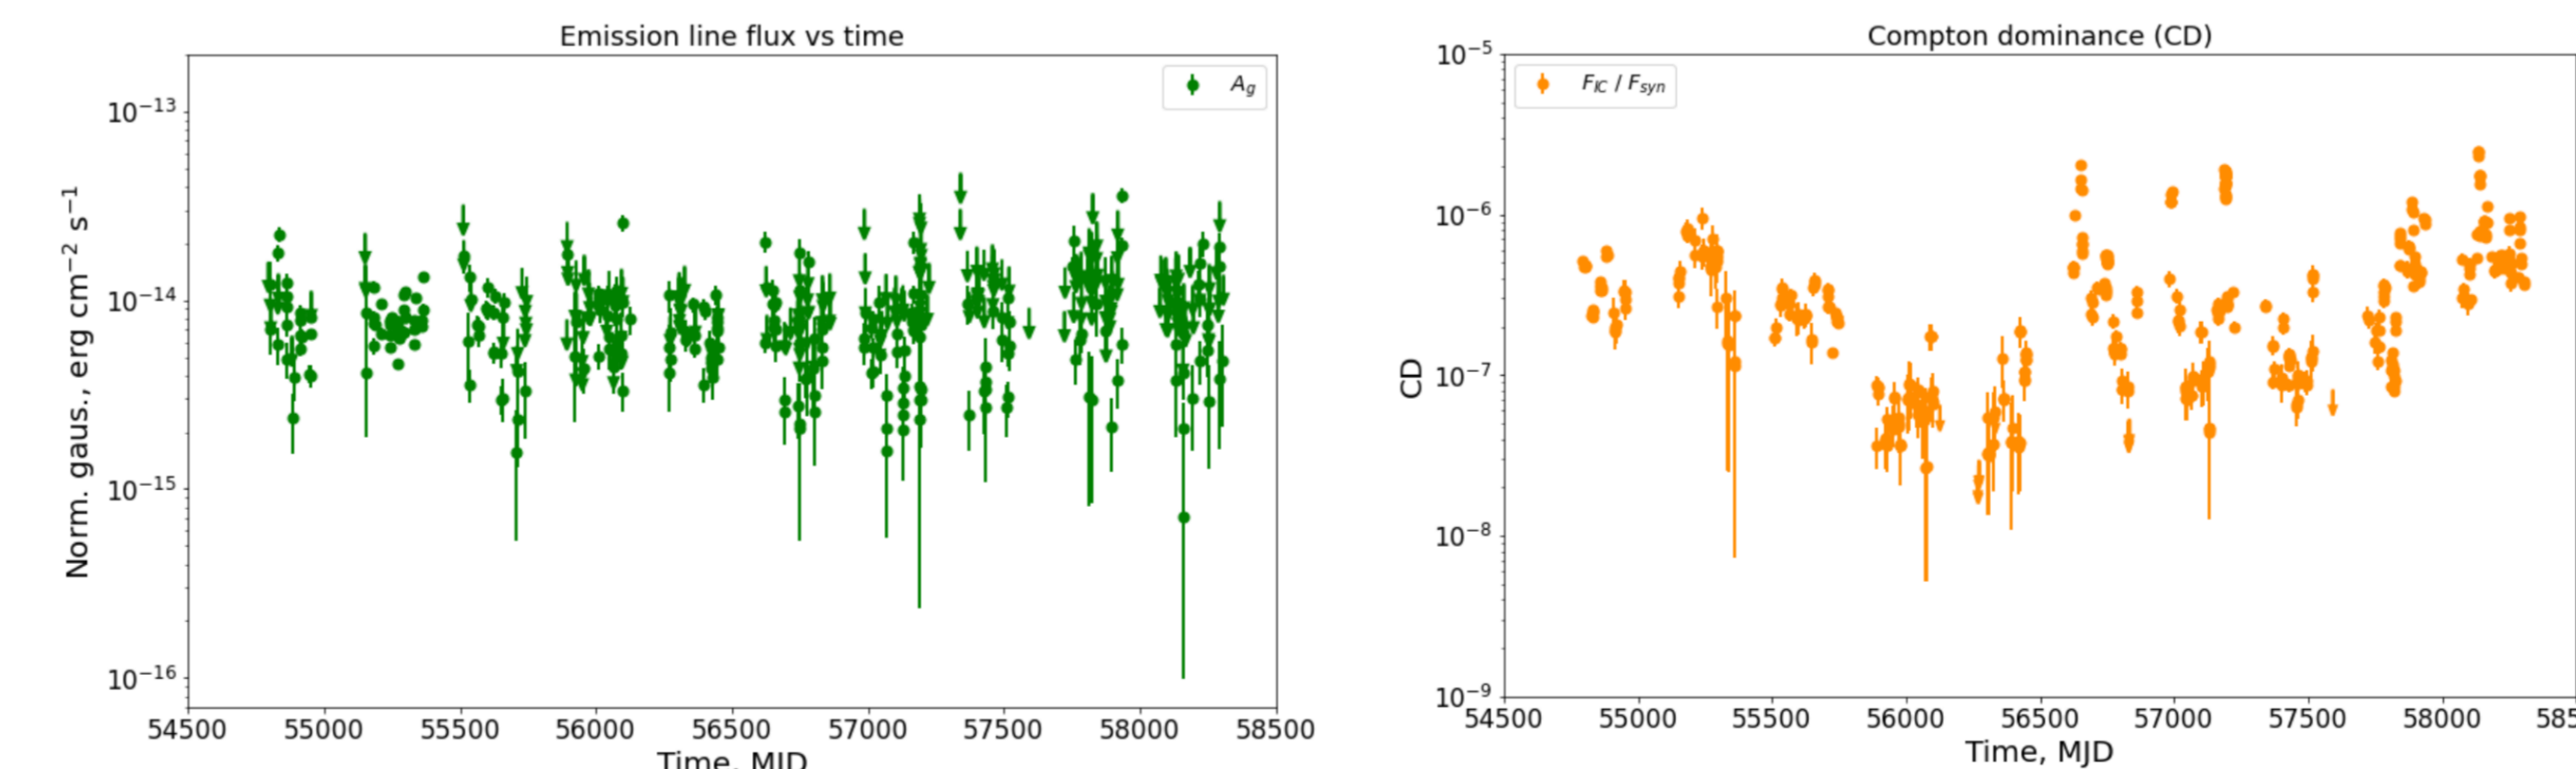 Emission line flux vs time
A_g
10^-13
10^-14
10^-15
10^-16
Norm. gaus., erg cm^-2 s^-1
54500 55000 55500 56000 56500 57000 57500 58000 58500
Time, MJD
Compton dominance (CD)
F_IC / F_syn
10^-5
10^-6
10^-7
10^-8
10^-9
CD
54500 55000 55500 56000 56500 57000 57500 58000 585
Time, MJD